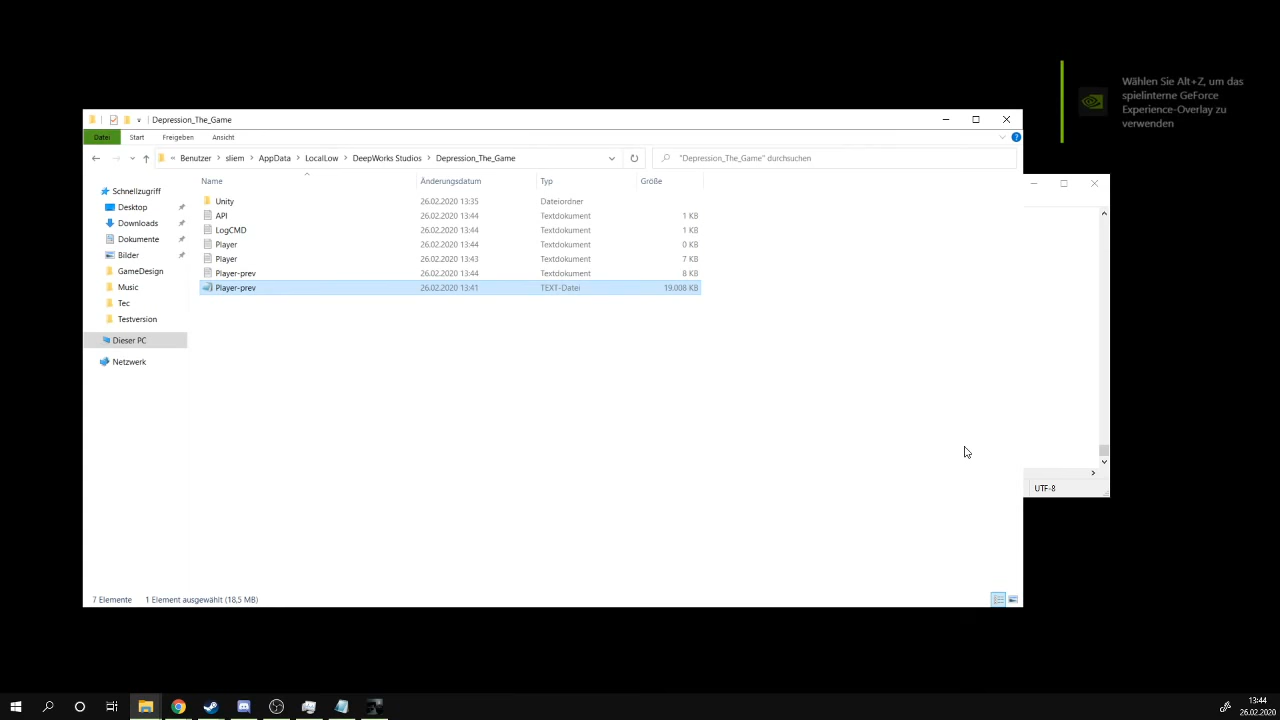 Wählen Sie Alt+Z, um das
spielinterne GeForce
Experience-Overlay zu
verwenden
Depression_The_Game
Datei Start Freigeben Ansicht
« Benutzer > sliem > AppData > LocalLow > DeepWorks Studios > Depression_The_Game
"Depression_The_Game" durchsuchen
Name Änderungsdatum Typ Größe
Schnellzugriff
Desktop
Downloads
Dokumente
Bilder
GameDesign
Music
Tec
Testversion
Dieser PC
Netzwerk
Unity 26.02.2020 13:35 Dateiordner
API 26.02.2020 13:44 Textdokument 1 KB
LogCMD 26.02.2020 13:44 Textdokument 1 KB
Player 26.02.2020 13:44 Textdokument 0 KB
Player 26.02.2020 13:43 Textdokument 7 KB
Player-prev 26.02.2020 13:44 Textdokument 8 KB
Player-prev 26.02.2020 13:41 TEXT-Datei 19.008 KB
UTF-8
7 Elemente 1 Element ausgewählt (18,5 MB)
13:44
26.02.2020